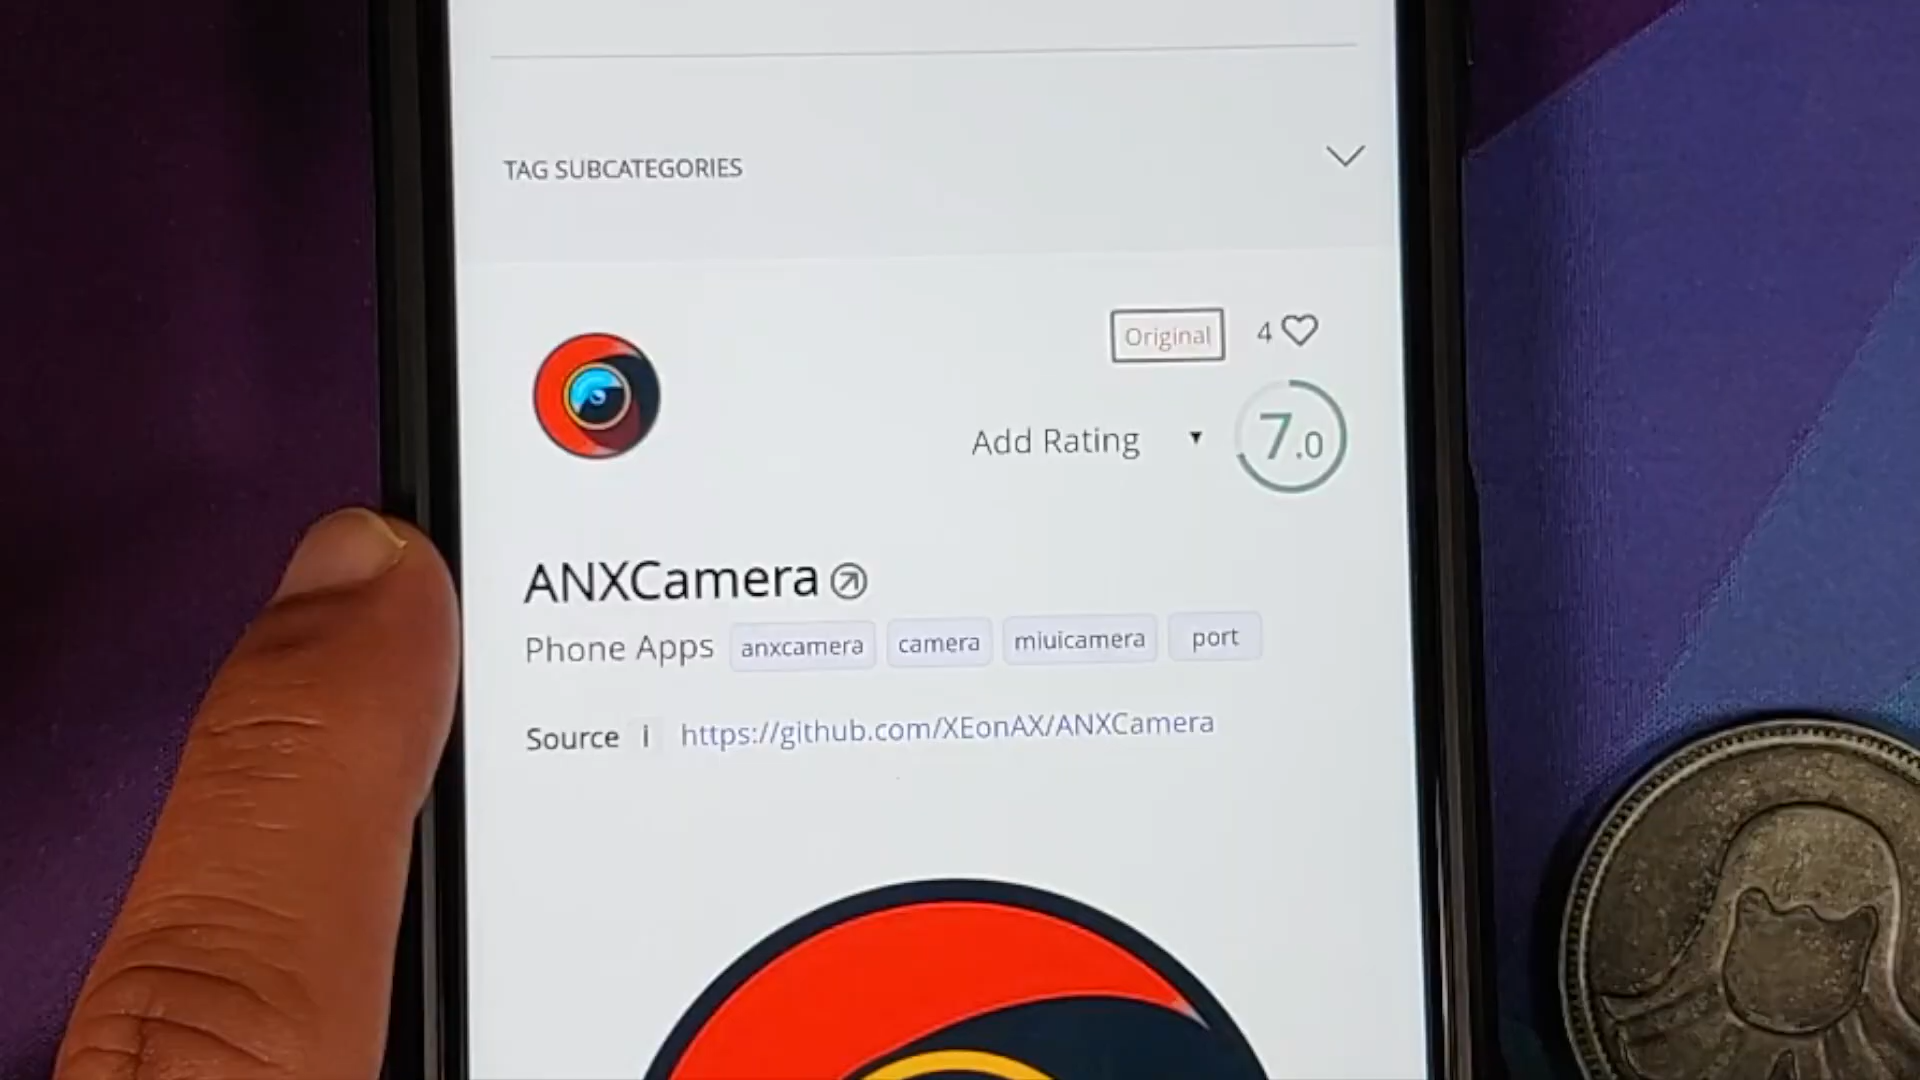 TAG SUBCATEGORIES
Original 4
Add Rating 7.0
ANXCamera
Phone Apps anxcamera camera miuicamera port
Source i https://github.com/XEonAX/ANXCamera